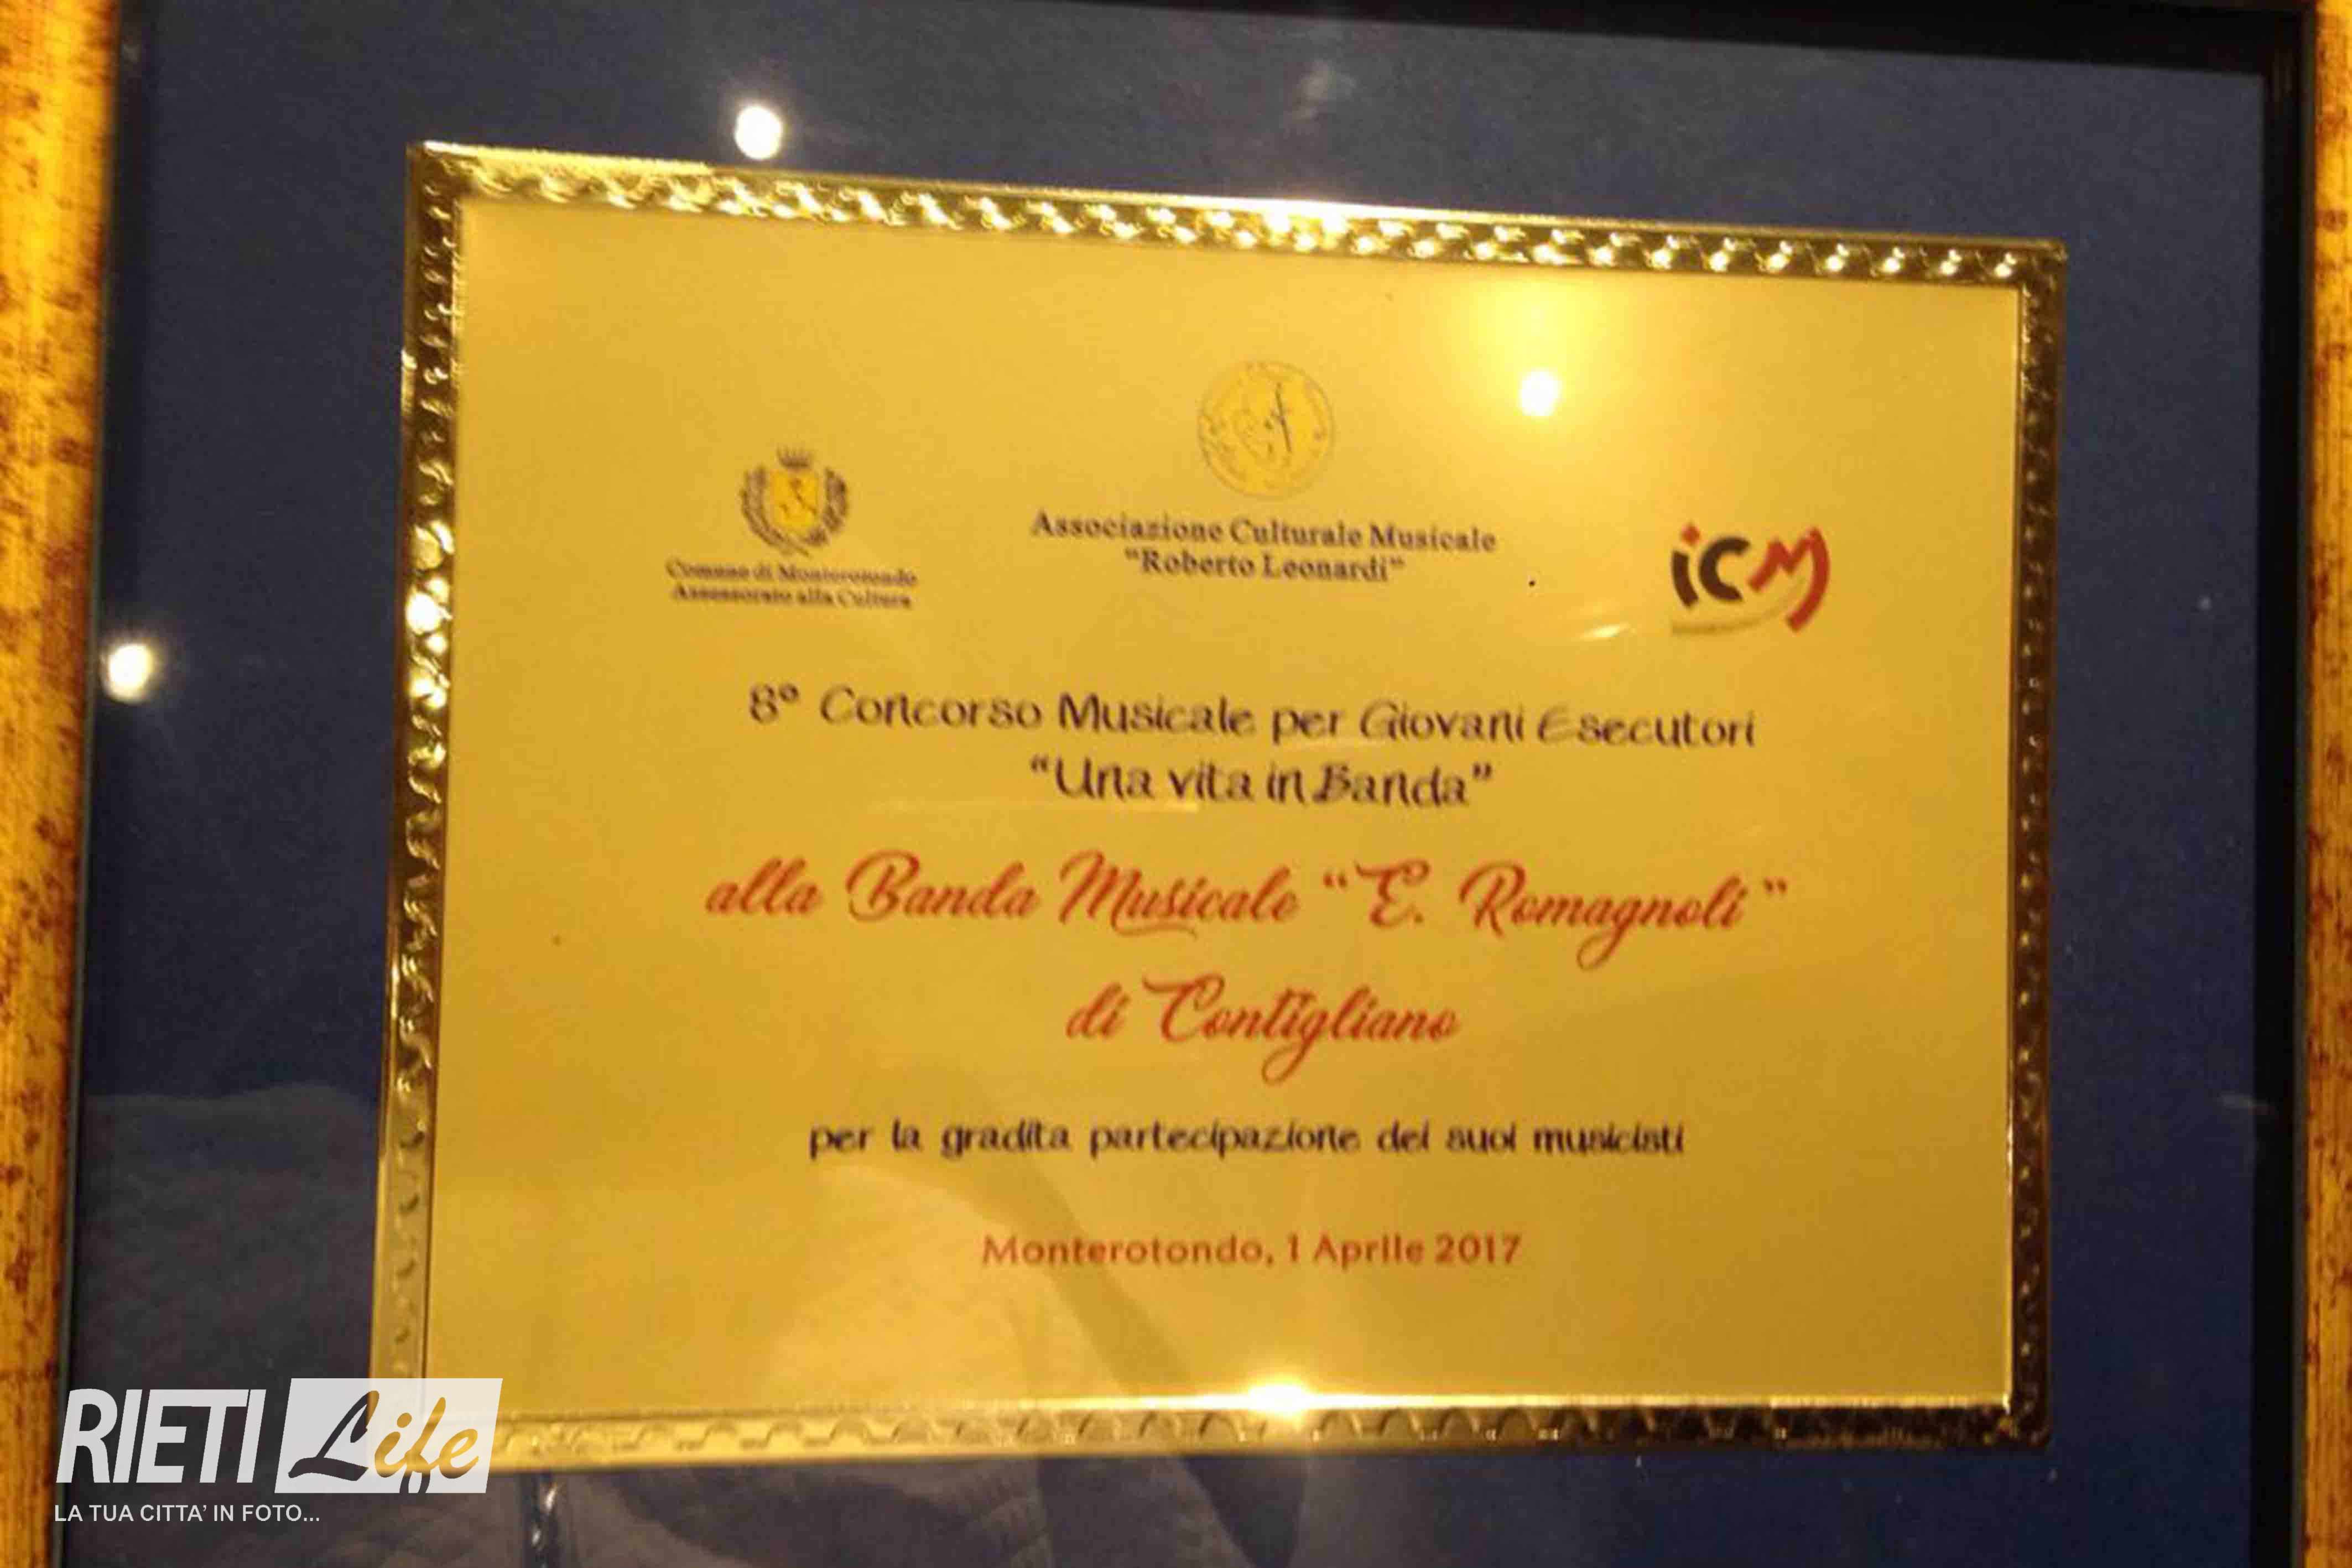 Comune di Monterotondo
Assessorato alla Cultura
Associazione Culturale Musicale
"Roberto Leonardi"
iCM
8° Concorso Musicale per Giovani Esecutori
"Una vita in Banda"
alla Banda Musicale "E. Romagnoli"
di Contigliano
per la gradita partecipazione dei suoi musicisti
Monterotondo, 1 Aprile 2017
RIETI Life
LA TUA CITTA' IN FOTO...